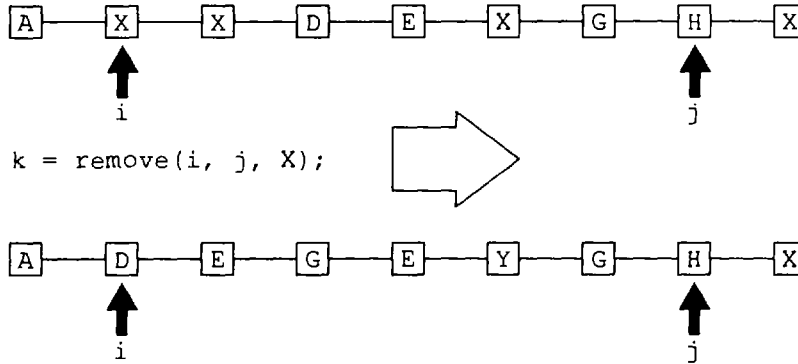 A X X D E X G H X
i j
k = remove(i, j, X);
A D E G E Y G H X
i j